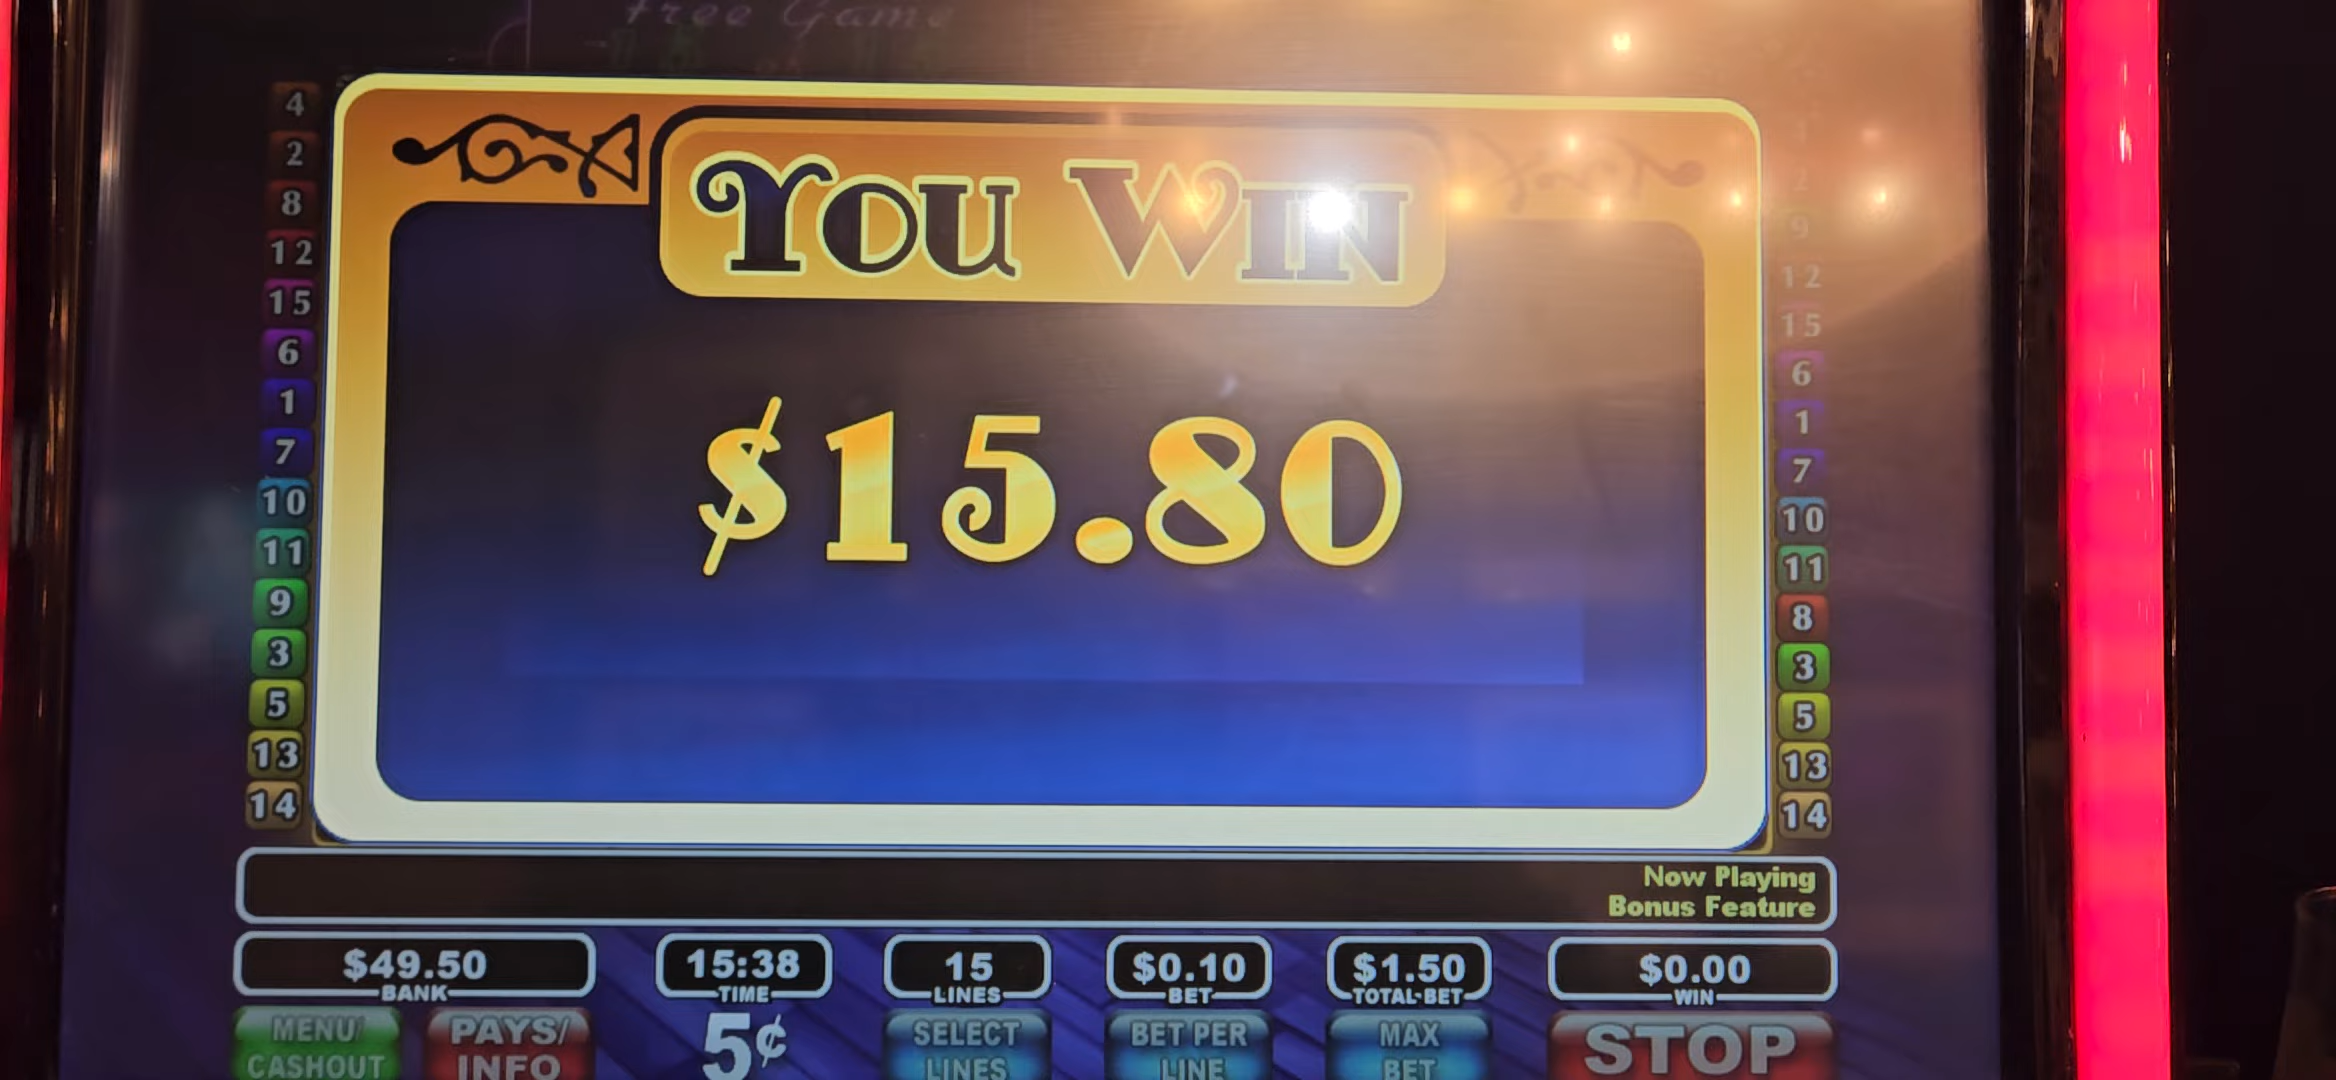 Free Game
You Win
$15.80
4
2
8
12
15
6
1
7
10
11
9
3
5
13
14
2
9
12
15
6
1
7
10
11
8
3
5
13
14
Now Playing
Bonus Feature
$49.50
BANK
15:38
TIME
15
LINES
$0.10
BET
$1.50
TOTAL-BET
$0.00
WIN
MENU/
CASHOUT
PAYS/
INFO
5¢
SELECT
LINES
BET PER
LINE
MAX
BET
STOP